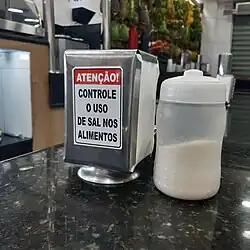 ATENÇÃO!
CONTROLE
O USO
DE SAL NOS
ALIMENTOS